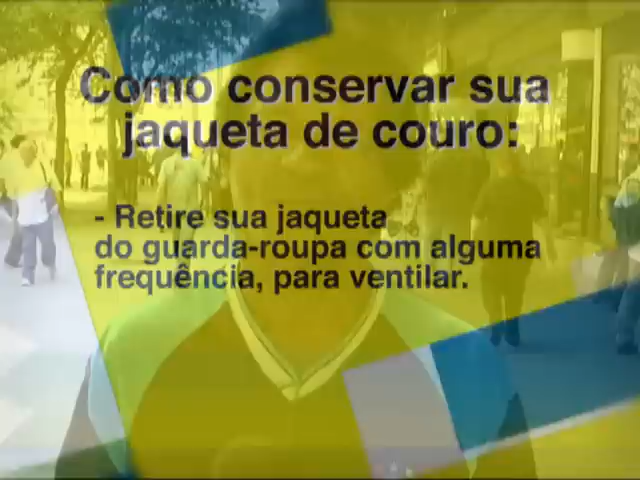 Como conservar sua
jaqueta de couro:
- Retire sua jaqueta
do guarda-roupa com alguma
frequência, para ventilar.